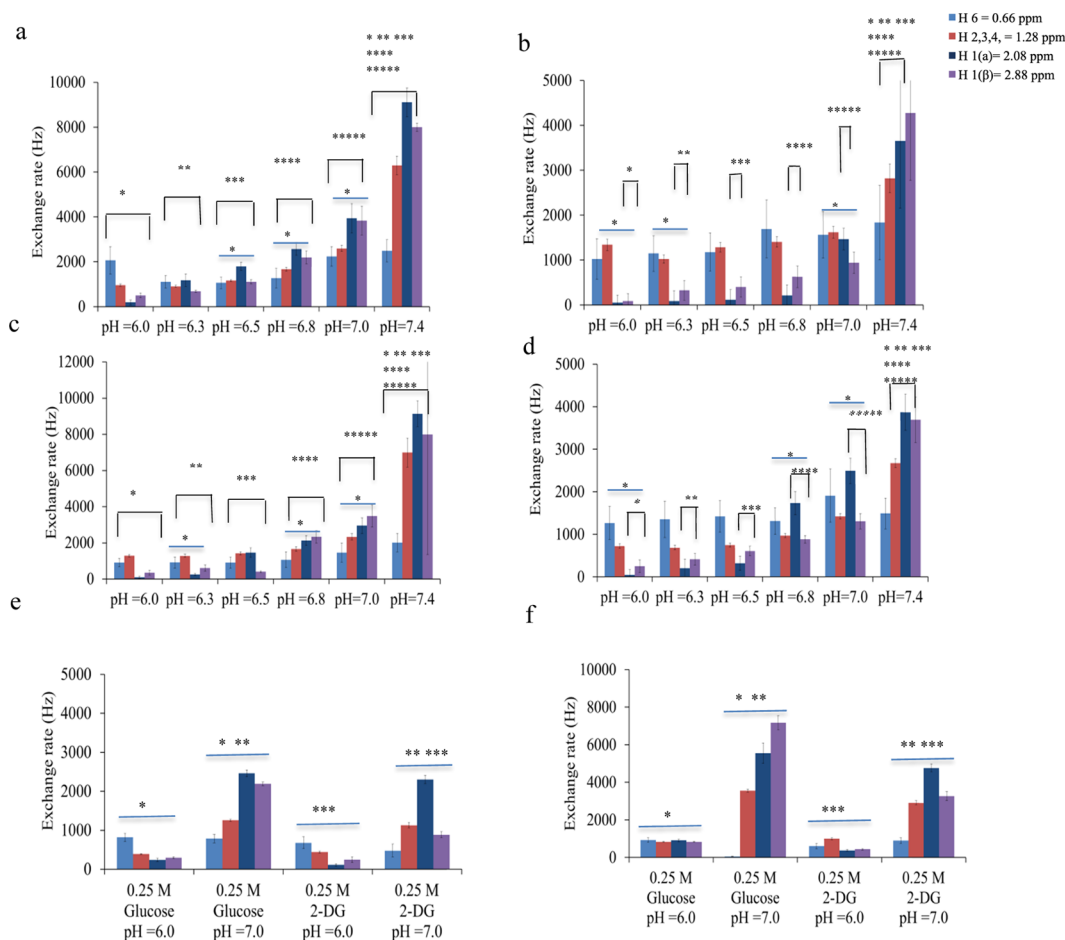 a
b
H 6 = 0.66 ppm
H 2,3,4, = 1.28 ppm
H 1(a)= 2.08 ppm
H 1(β)= 2.88 ppm
Exchange rate (Hz)
10000
8000
6000
4000
2000
0
*
**
***
*
****
*
*****
*
* ** ***
****
*****
pH =6.0 pH =6.3 pH =6.5 pH =6.8 pH=7.0 pH=7.4
Exchange rate (Hz)
5000
4000
3000
2000
1000
0
*
*
**
*
***
****
*****
*
* ** ***
****
*****
pH =6.0 pH =6.3 pH =6.5 pH =6.8 pH=7.0 pH=7.4
c
Exchange rate (Hz)
12000
10000
8000
6000
4000
2000
0
*
**
*
***
****
*
*****
*
* ** ***
****
*****
pH =6.0 pH =6.3 pH =6.5 pH =6.8 pH=7.0 pH=7.4
d
Exchange rate (Hz)
5000
4000
3000
2000
1000
0
*
*
**
***
*
****
*
*****
* ** ***
****
*****
pH =6.0 pH =6.3 pH =6.5 pH =6.8 pH=7.0 pH=7.4
e
Exchange rate (Hz)
5000
4000
3000
2000
1000
0
*
* **
***
** ***
0.25 M
Glucose
pH =6.0
0.25 M
Glucose
pH =7.0
0.25 M
2-DG
pH =6.0
0.25 M
2-DG
pH =7.0
f
Exchange rate (Hz)
10000
8000
6000
4000
2000
0
*
* **
***
** ***
0.25 M
Glucose
pH =6.0
0.25 M
Glucose
pH =7.0
0.25 M
2-DG
pH =6.0
0.25 M
2-DG
pH =7.0